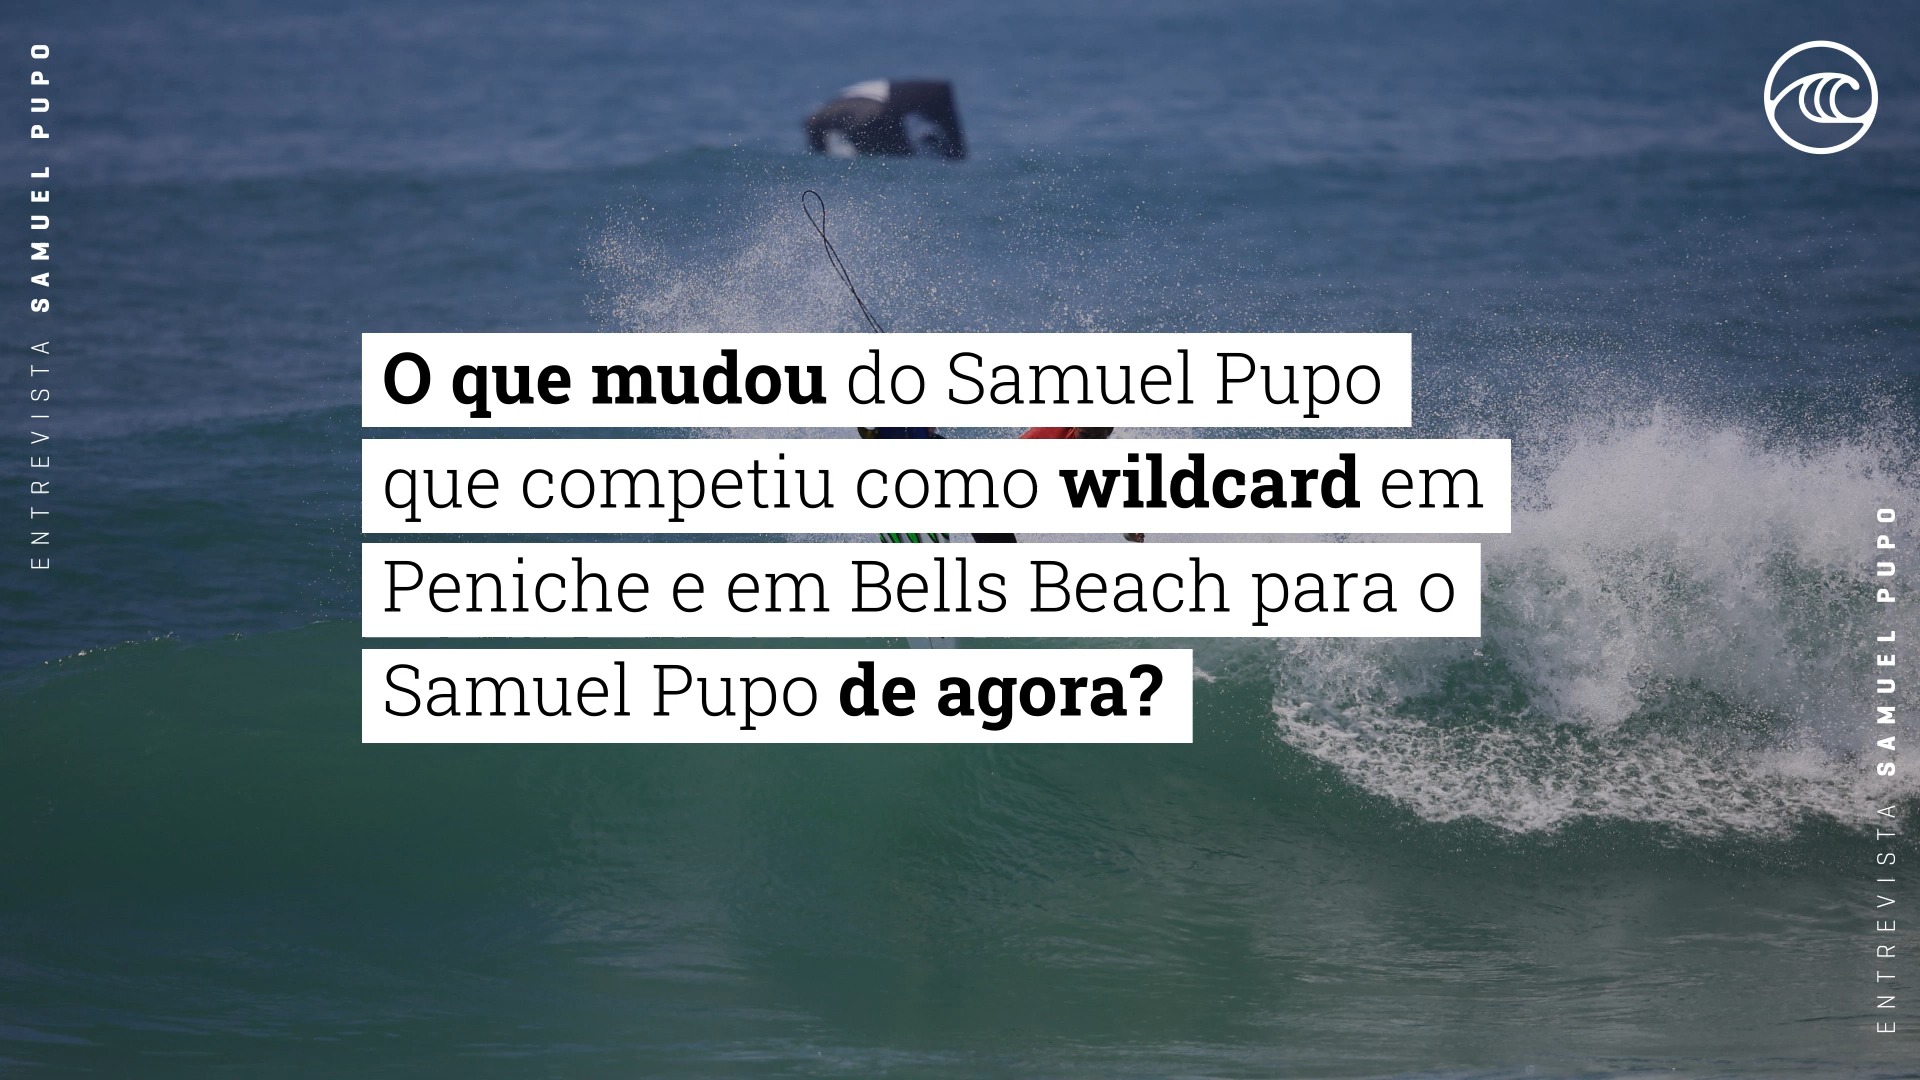 ENTREVISTA SAMUEL PUPO
O que mudou do Samuel Pupo
que competiu como wildcard em
Peniche e em Bells Beach para o
Samuel Pupo de agora?
ENTREVISTA SAMUEL PUPO